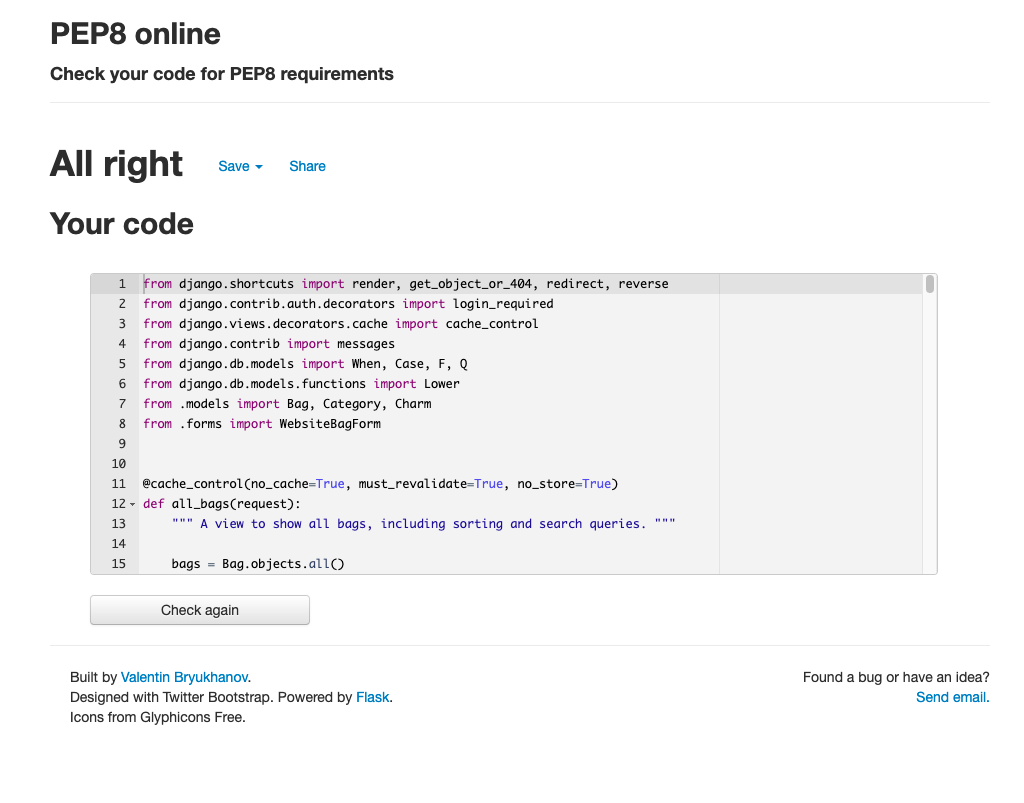 PEP8 online
Check your code for PEP8 requirements
All right Save Share
Your code
1 from django.shortcuts import render, get_object_or_404, redirect, reverse
2 from django.contrib.auth.decorators import login_required
3 from django.views.decorators.cache import cache_control
4 from django.contrib import messages
5 from django.db.models import When, Case, F, Q
6 from django.db.models.functions import Lower
7 from .models import Bag, Category, Charm
8 from .forms import WebsiteBagForm
9
10
11 @cache_control(no_cache=True, must_revalidate=True, no_store=True)
12 def all_bags(request):
13     """ A view to show all bags, including sorting and search queries. """
14
15     bags = Bag.objects.all()
Check again
Built by Valentin Bryukhanov.
Designed with Twitter Bootstrap. Powered by Flask.
Icons from Glyphicons Free.
Found a bug or have an idea?
Send email.